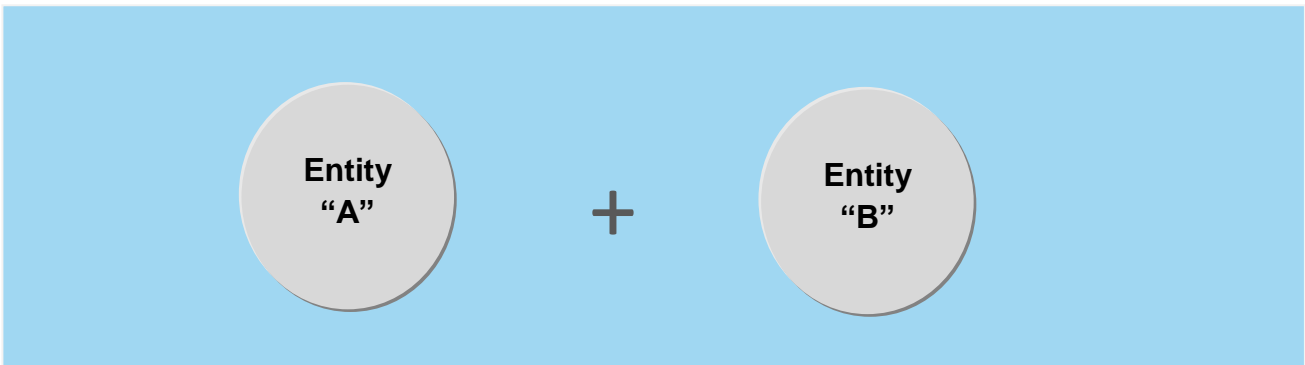 Entity
“A”
+
Entity
“B”